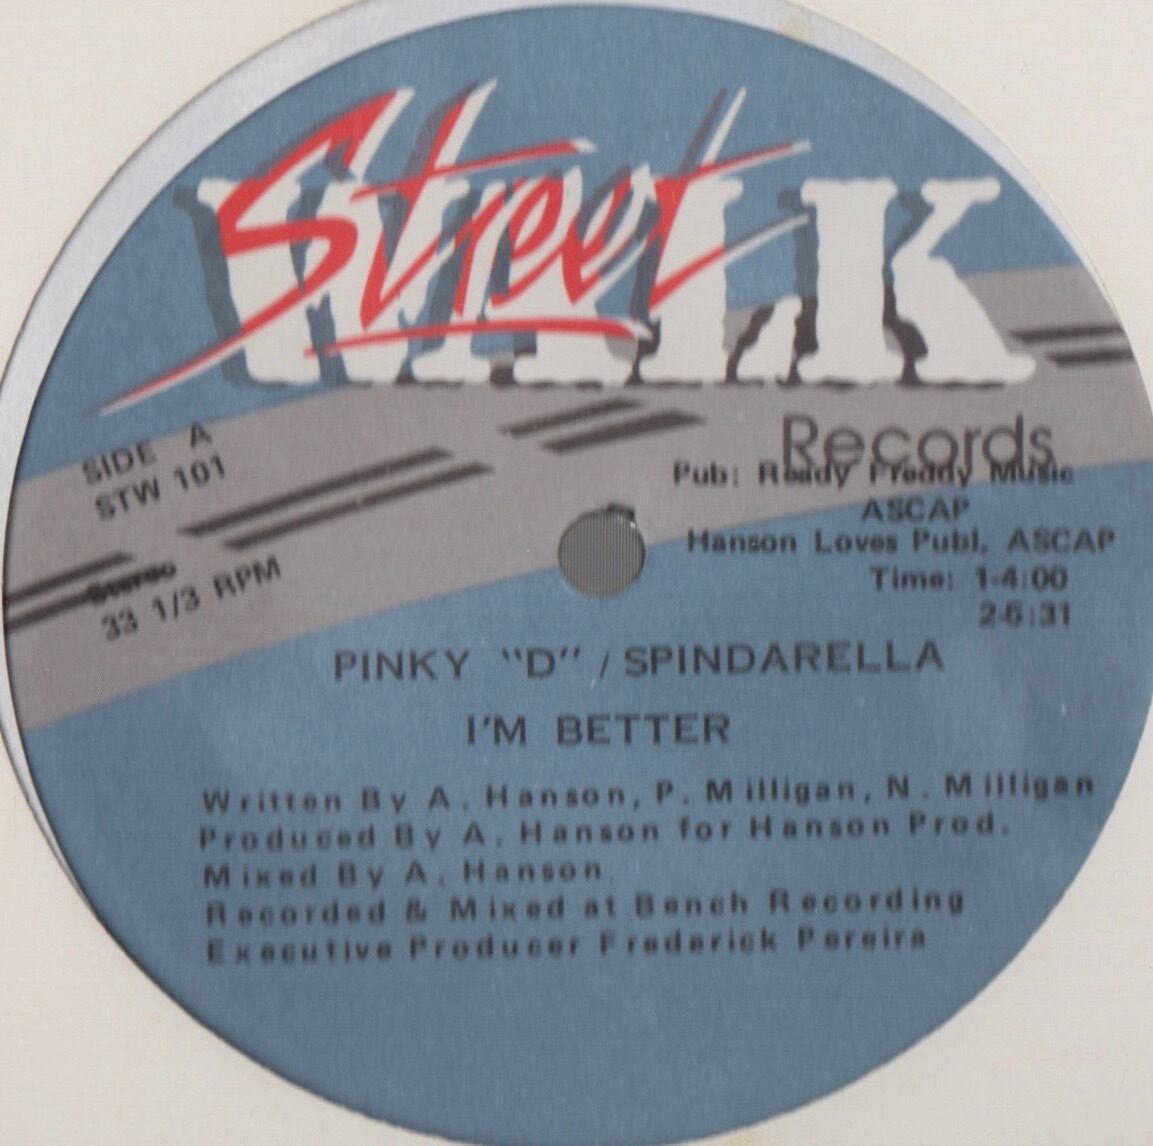 Street
WALK
Records
SIDE A
STW 101
Stereo
33 1/3 RPM
Pub: Ready Freddy Music
ASCAP
Hanson Loves Publ. ASCAP
Time: 1-4:00
2-5:31
PINKY "D" / SPINDARELLA
I'M BETTER
Written By A. Hanson, P. Milligan, N. Milligan
Produced By A. Hanson for Hanson Prod.
Mixed By A. Hanson
Recorded & Mixed at Bench Recording
Executive Producer Frederick Pereira